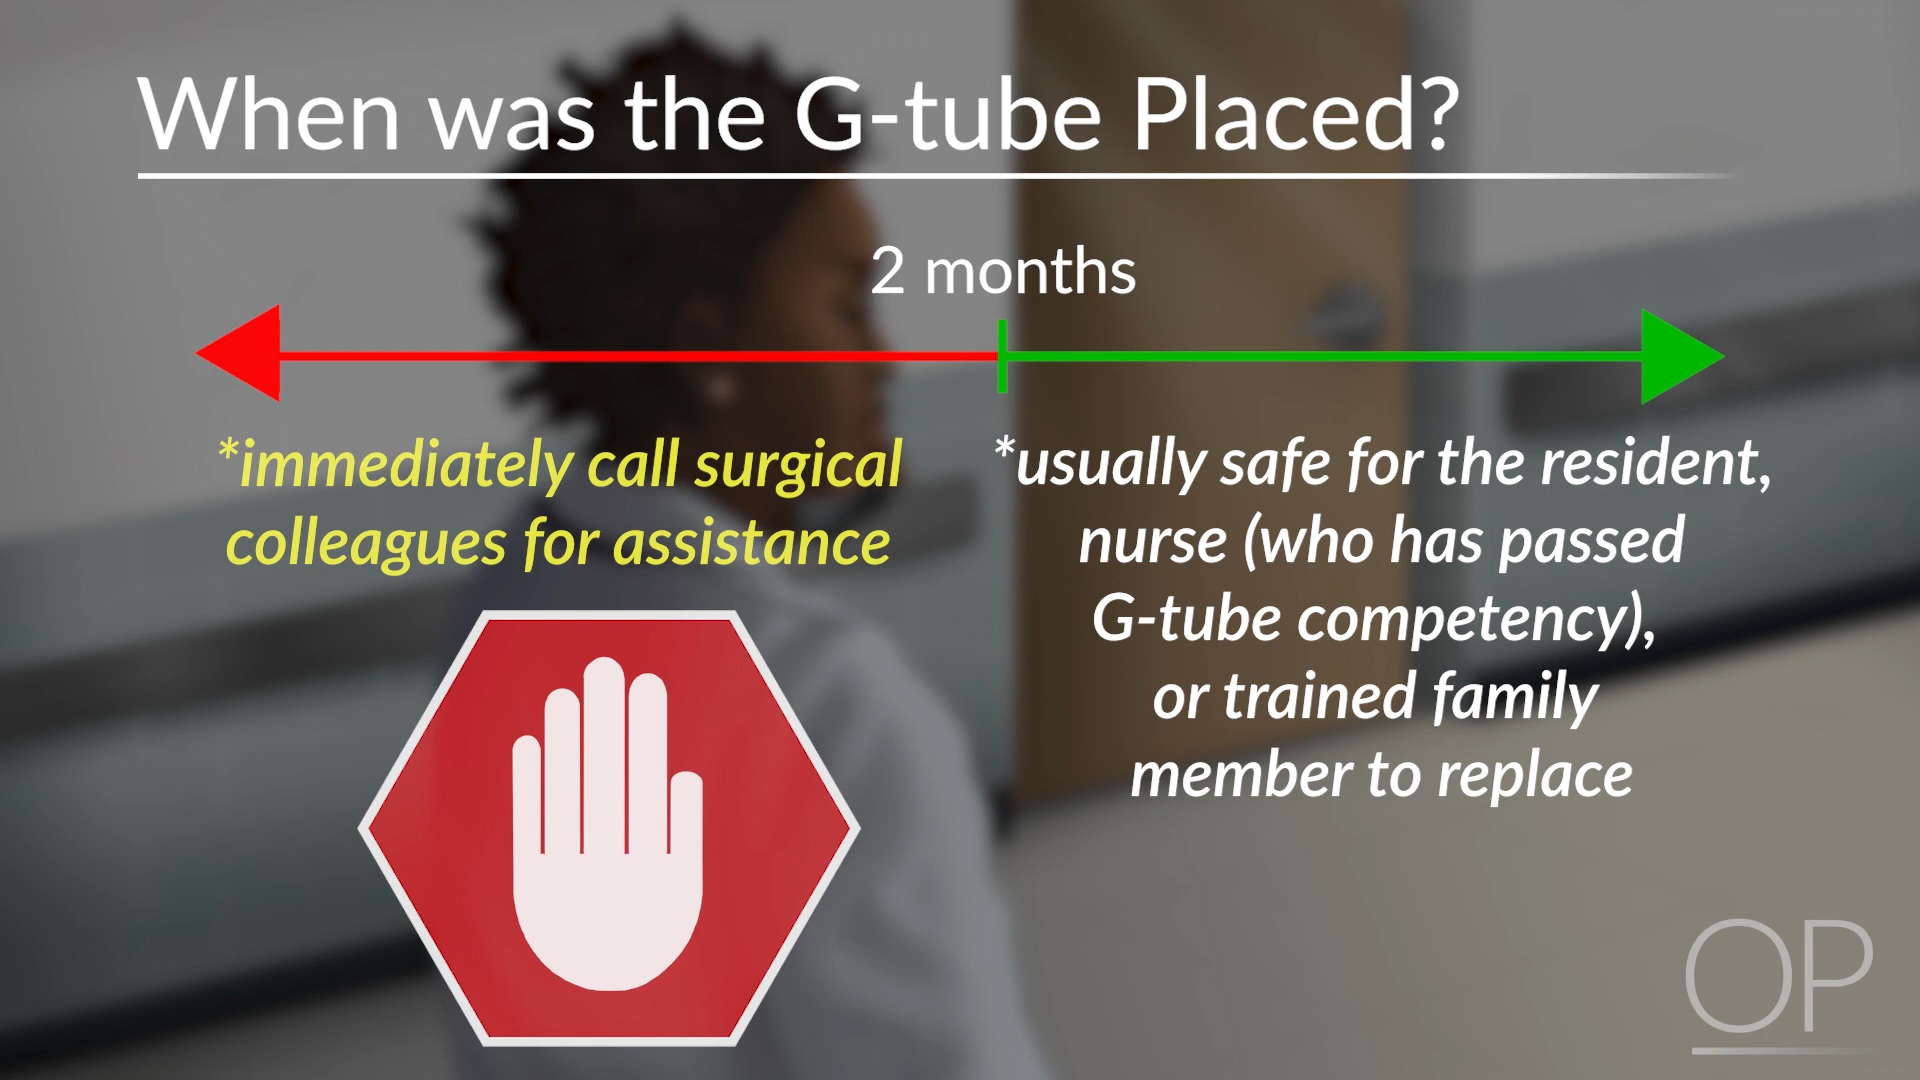 When was the G-tube Placed?
2 months
*immediately call surgical
colleagues for assistance
*usually safe for the resident,
nurse (who has passed
G-tube competency),
or trained family
member to replace
OP